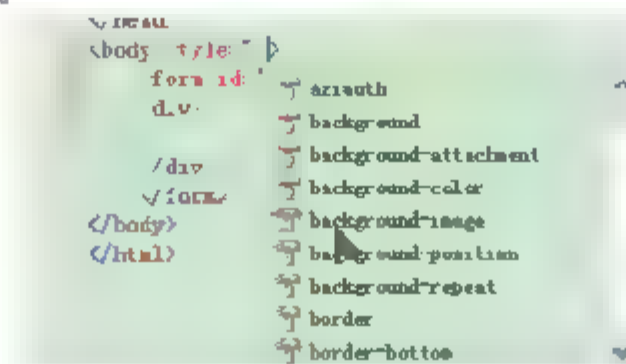 </head>
<body style="
form id="
div
/div
</form>
</body>
</html>
azimuth
background
background-attachment
background-color
background-image
background-position
background-repeat
border
border-bottom